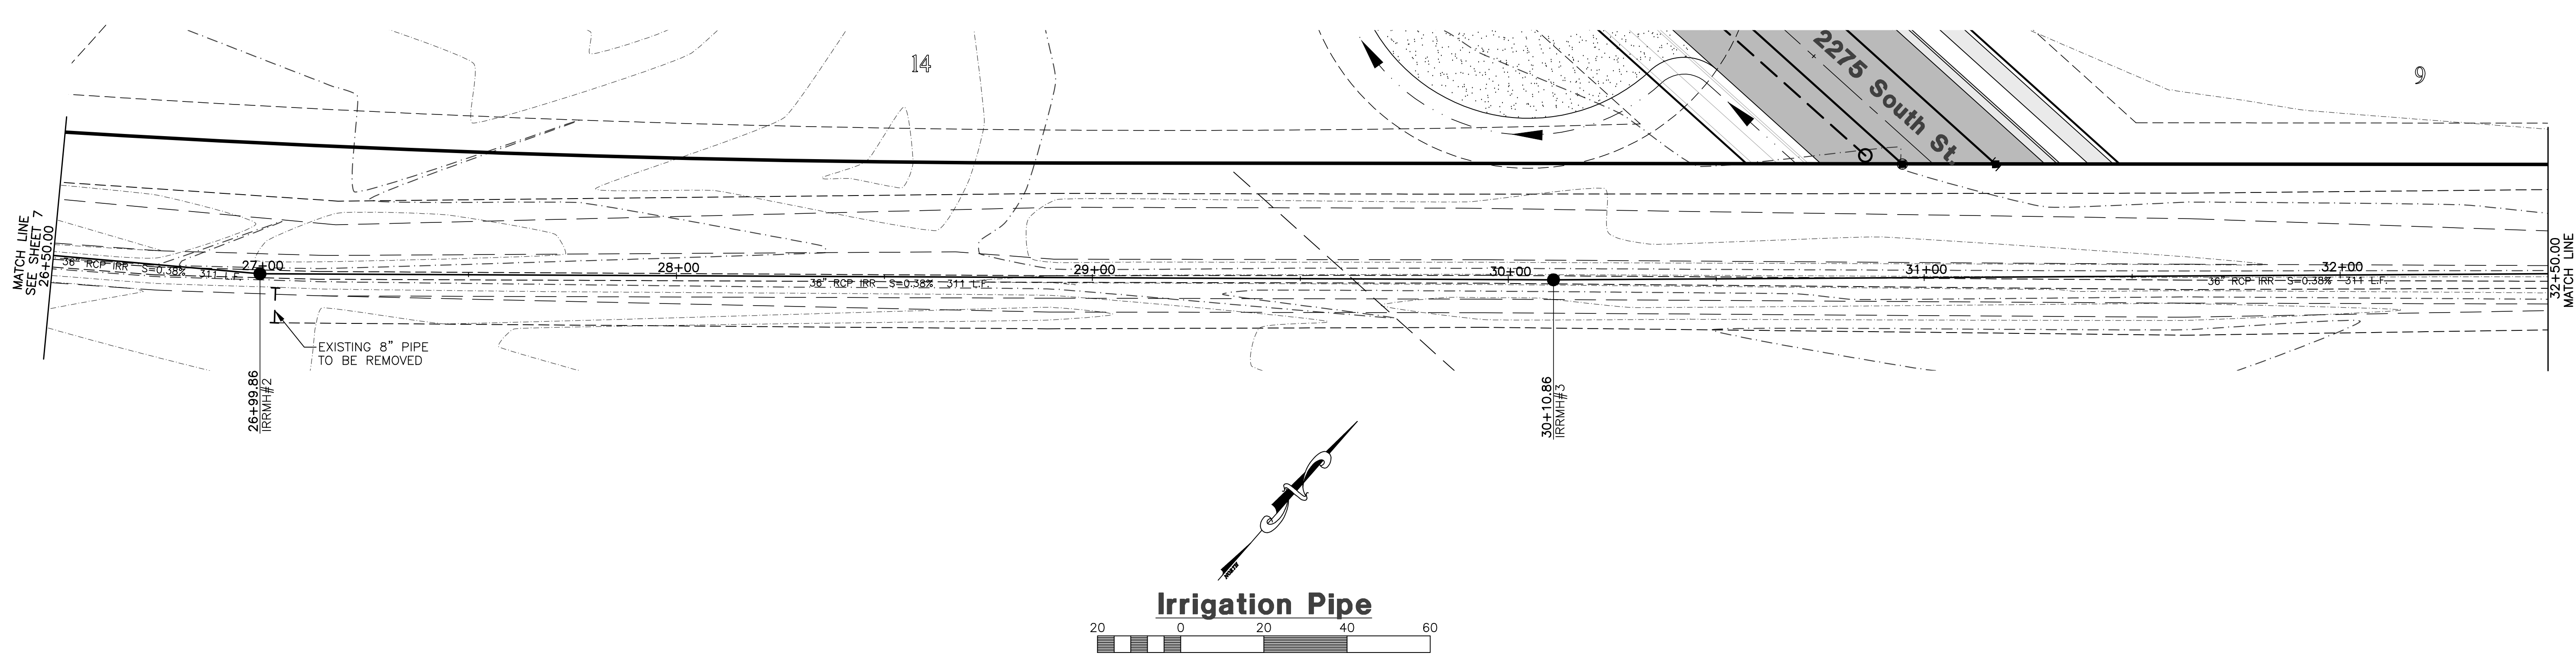 14
9
2275 South St.
MATCH LINE
SEE SHEET 7
26+50.00
36" RCP IRR S=0.38% 311 L.F.
27+00
28+00
36" RCP IRR S=0.38% 311 L.F.
29+00
30+00
31+00
32+00
36" RCP IRR S=0.38% 311 L.F.
32+50.00
MATCH LINE
EXISTING 8" PIPE
TO BE REMOVED
26+99.86
IRRMH#2
30+10.86
IRRMH#3
NORTH
Irrigation Pipe
20 0 20 40 60